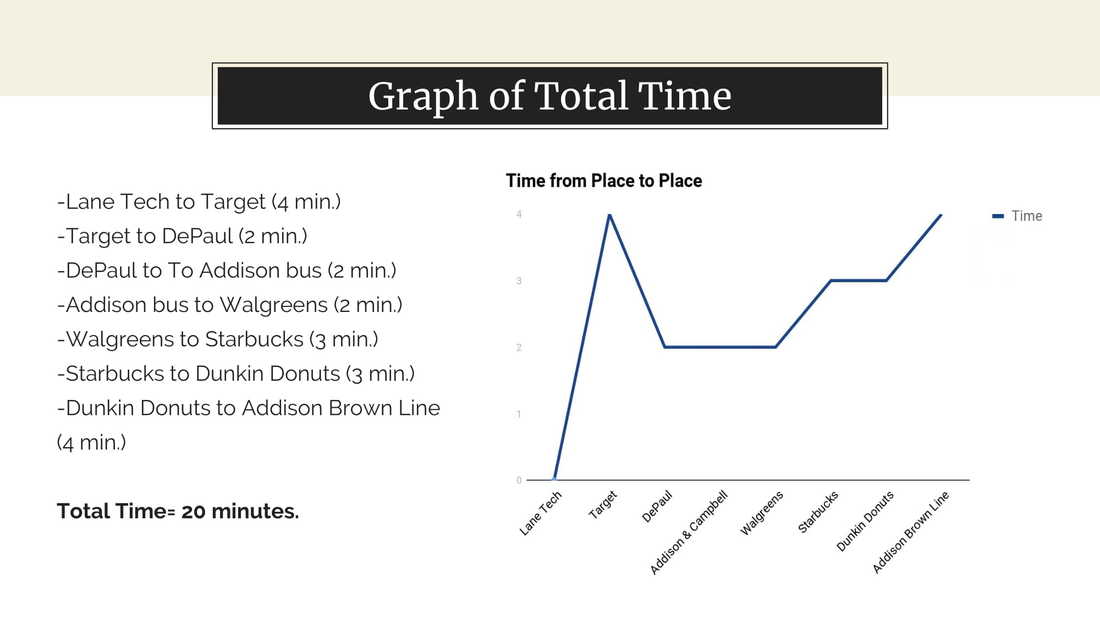 Graph of Total Time
-Lane Tech to Target (4 min.)
-Target to DePaul (2 min.)
-DePaul to To Addison bus (2 min.)
-Addison bus to Walgreens (2 min.)
-Walgreens to Starbucks (3 min.)
-Starbucks to Dunkin Donuts (3 min.)
-Dunkin Donuts to Addison Brown Line
(4 min.)
Total Time= 20 minutes.
Time from Place to Place
Time
4
3
2
1
0
Lane Tech
Target
DePaul
Addison & Campbell
Walgreens
Starbucks
Dunkin Donuts
Addison Brown Line